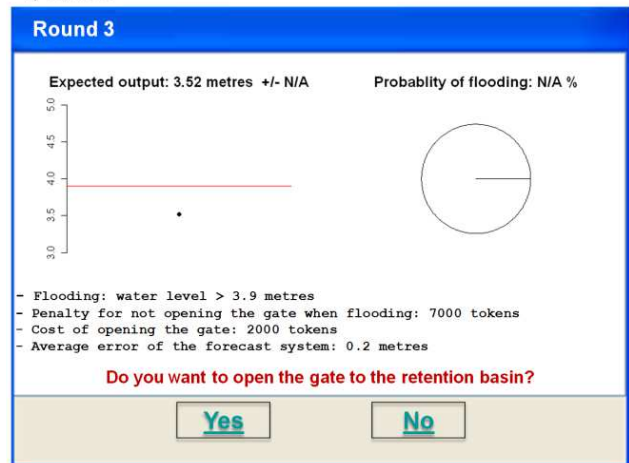 Round 3
Expected output: 3.52 metres +/- N/A
Probablity of flooding: N/A %
5.0
4.5
4.0
3.5
3.0
- Flooding: water level > 3.9 metres
- Penalty for not opening the gate when flooding: 7000 tokens
- Cost of opening the gate: 2000 tokens
- Average error of the forecast system: 0.2 metres
Do you want to open the gate to the retention basin?
Yes
No